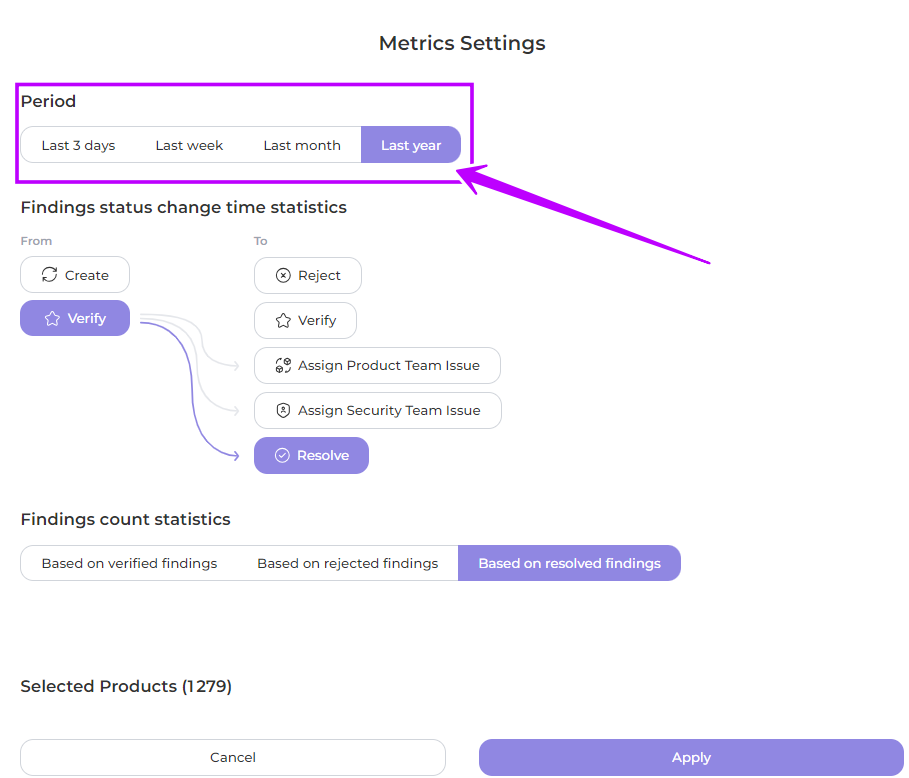 Metrics Settings
Period
Last 3 days Last week Last month Last year
Findings status change time statistics
From To
Create Reject
Verify Verify
Assign Product Team Issue
Assign Security Team Issue
Resolve
Findings count statistics
Based on verified findings Based on rejected findings Based on resolved findings
Selected Products (1 279)
Cancel Apply